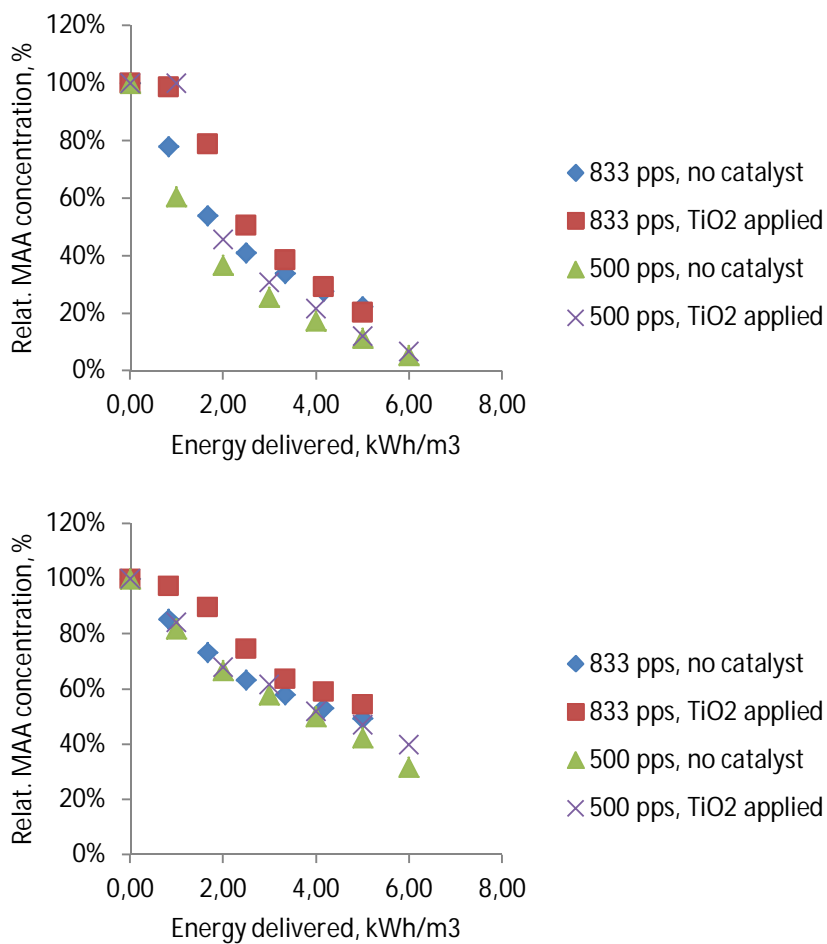 120%
100%
80%
60%
40%
20%
0%
Relat. MAA concentration, %
0,00
2,00
4,00
6,00
8,00
Energy delivered, kWh/m3
833 pps, no catalyst
833 pps, TiO2 applied
500 pps, no catalyst
500 pps, TiO2 applied
120%
100%
80%
60%
40%
20%
0%
Relat. MAA concentration, %
0,00
2,00
4,00
6,00
8,00
Energy delivered, kWh/m3
833 pps, no catalyst
833 pps, TiO2 applied
500 pps, no catalyst
500 pps, TiO2 applied